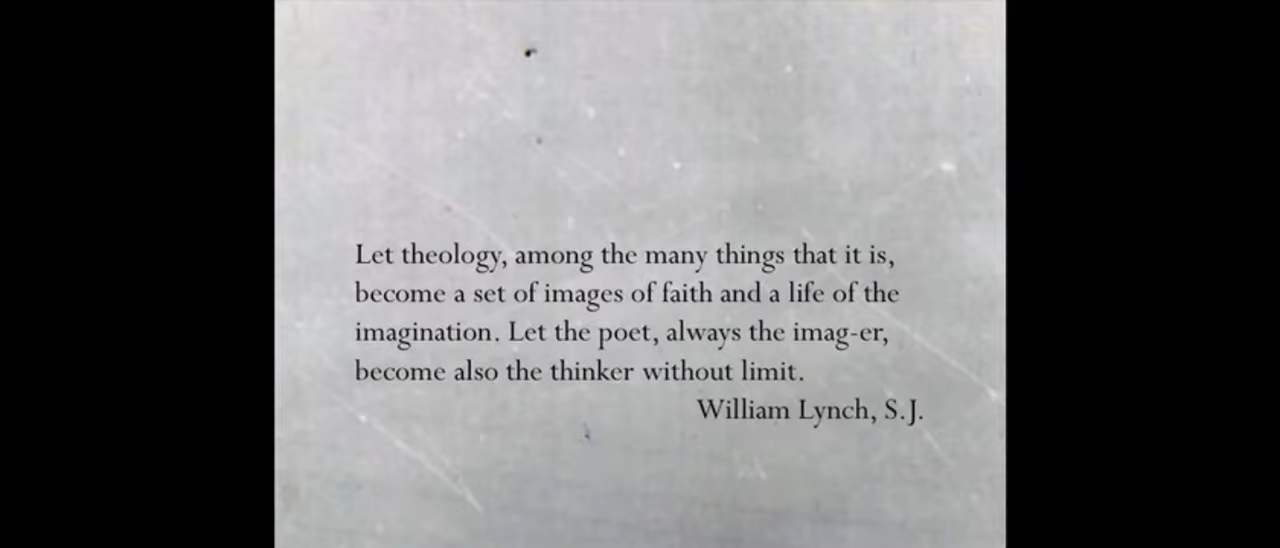 Let theology, among the many things that it is,
become a set of images of faith and a life of the
imagination. Let the poet, always the imag-er,
become also the thinker without limit.
William Lynch, S.J.